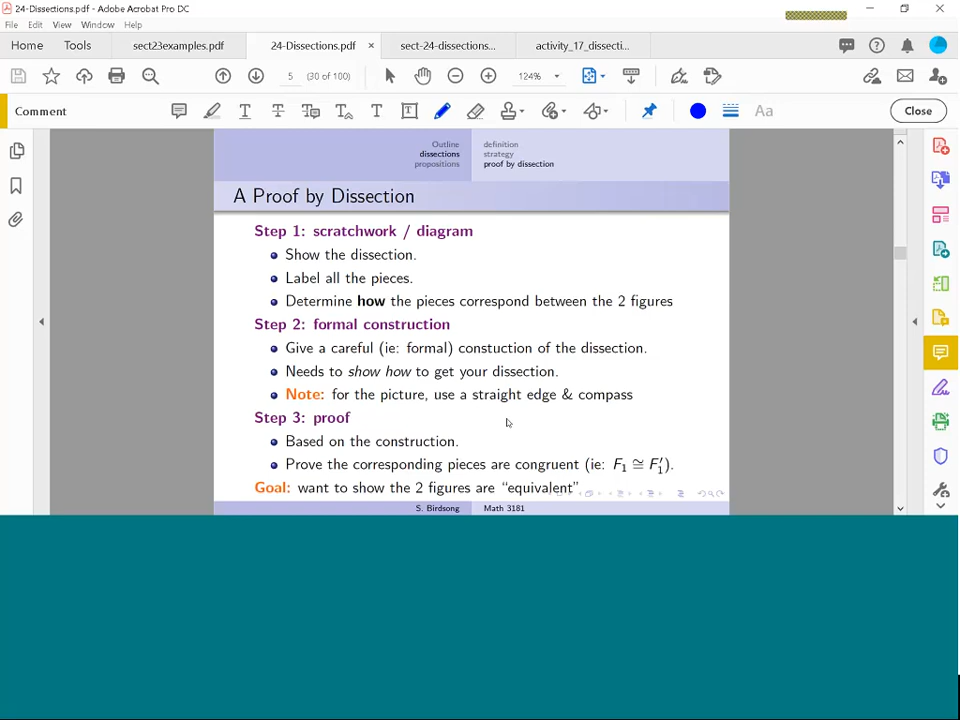 24-Dissections.pdf - Adobe Acrobat Pro DC
File Edit View Window Help
Home Tools sect23examples.pdf 24-Dissections.pdf × sect-24-dissections... activity_17_dissecti...
5 (30 of 100) 124%
Comment Aa Close
Outline
dissections
propositions
definition
strategy
proof by dissection
A Proof by Dissection
Step 1: scratchwork / diagram
Show the dissection.
Label all the pieces.
Determine how the pieces correspond between the 2 figures
Step 2: formal construction
Give a careful (ie: formal) constuction of the dissection.
Needs to show how to get your dissection.
Note: for the picture, use a straight edge & compass
Step 3: proof
Based on the construction.
Prove the corresponding pieces are congruent (ie: F₁ ≅ F₁′).
Goal: want to show the 2 figures are “equivalent”
S. Birdsong Math 3181